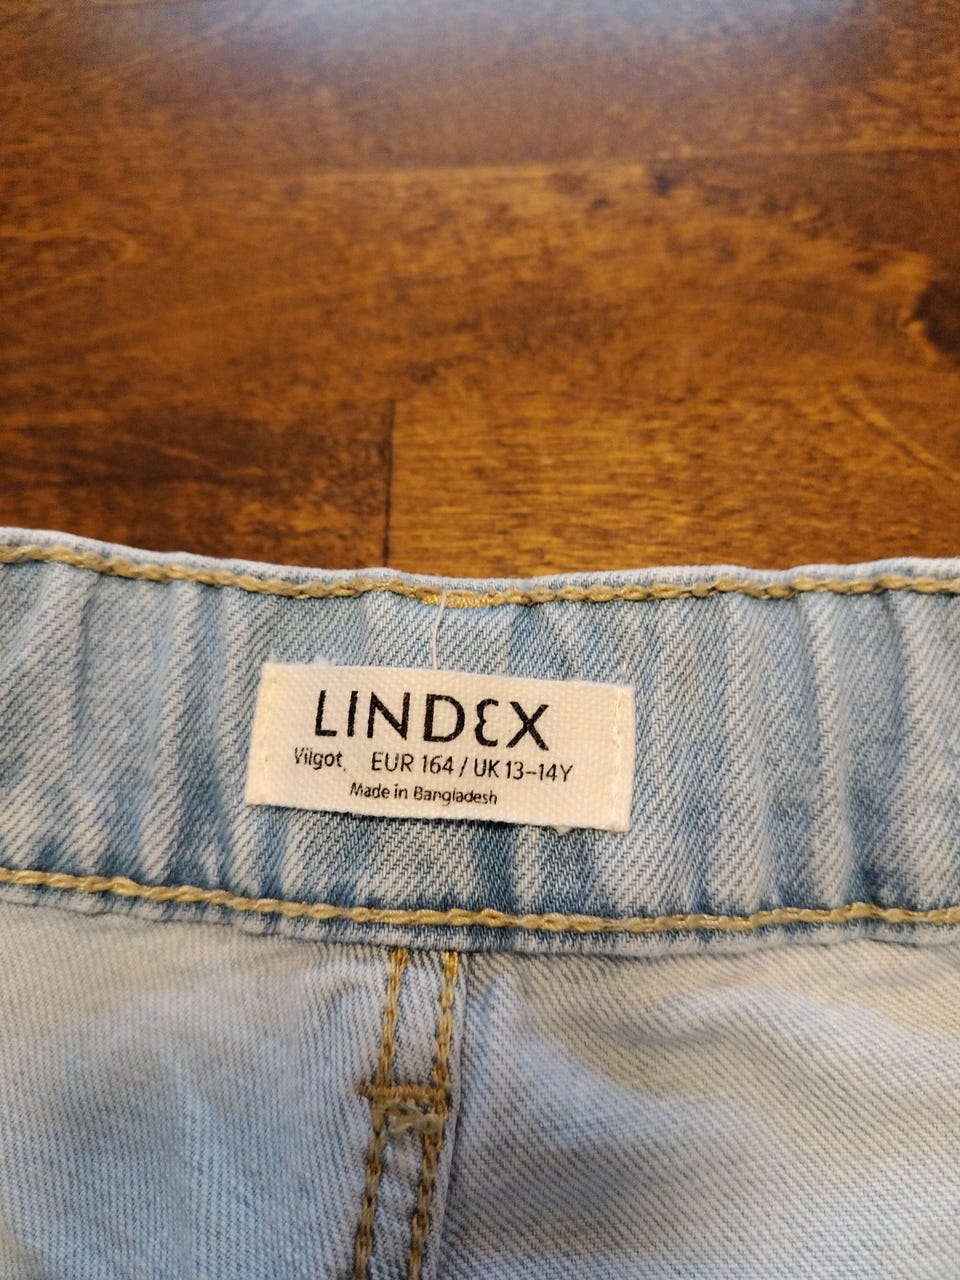 LINDEX
Vilgot, EUR 164 / UK 13-14Y
Made in Bangladesh